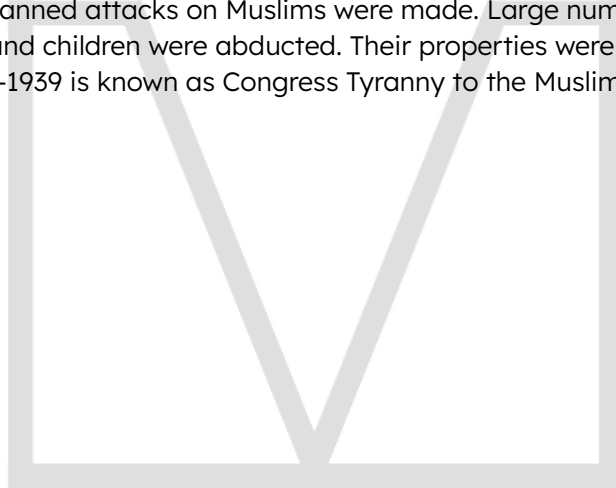 anned attacks on Muslims were made. Large num
nd children were abducted. Their properties were
-1939 is known as Congress Tyranny to the Muslim